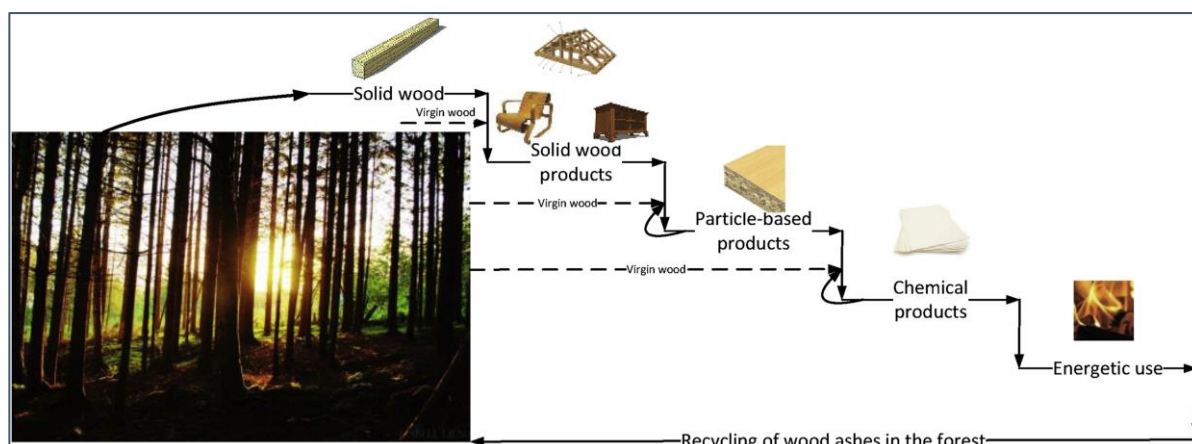 Solid wood
Virgin wood
Solid wood
products
Virgin wood
Particle-based
products
Virgin wood
Chemical
products
Energetic use
Recycling of wood ashes in the forest